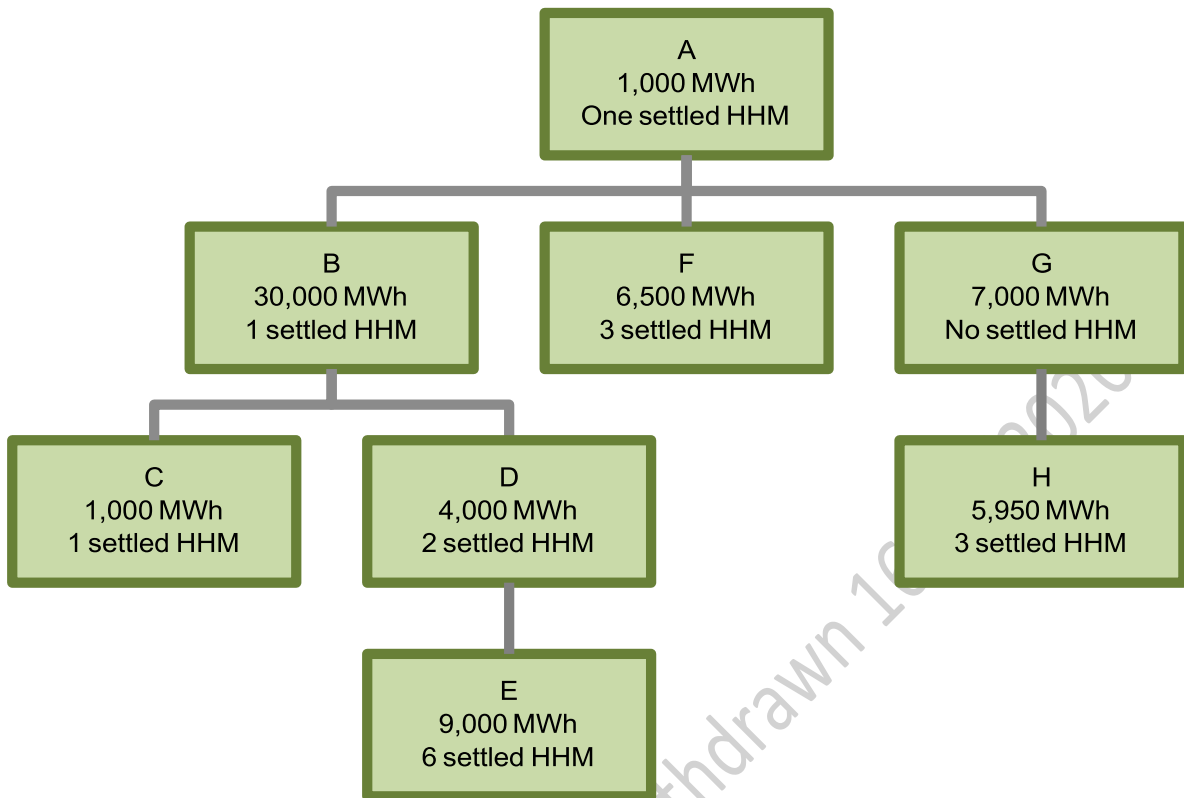 A
1,000 MWh
One settled HHM
B
30,000 MWh
1 settled HHM
F
6,500 MWh
3 settled HHM
G
7,000 MWh
No settled HHM
C
1,000 MWh
1 settled HHM
D
4,000 MWh
2 settled HHM
H
5,950 MWh
3 settled HHM
E
9,000 MWh
6 settled HHM